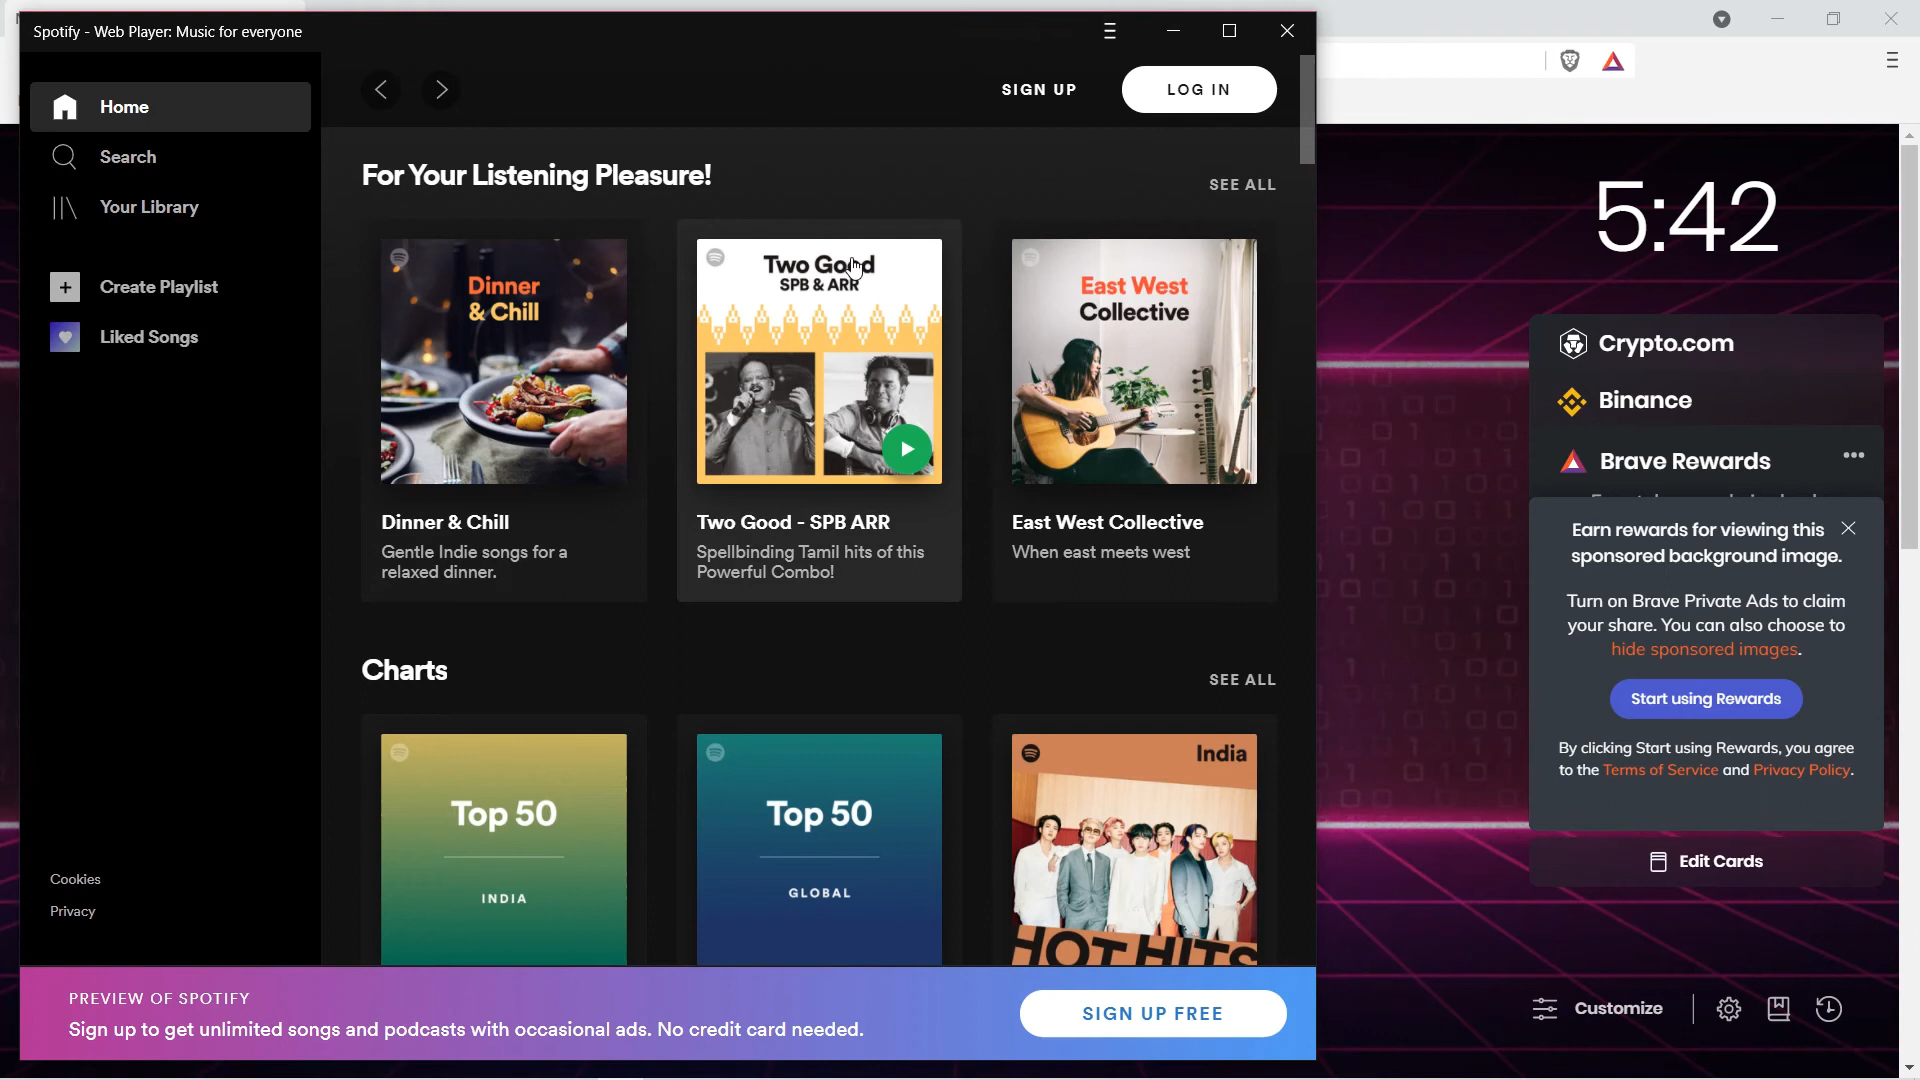 Spotify - Web Player: Music for everyone
Home
Search
Your Library
Create Playlist
Liked Songs
Cookies
Privacy
SIGN UP
LOG IN
For Your Listening Pleasure!
SEE ALL
Dinner
& Chill
Dinner & Chill
Gentle Indie songs for a
relaxed dinner.
Two Good
SPB & ARR
Two Good - SPB ARR
Spellbinding Tamil hits of this
Powerful Combo!
East West
Collective
East West Collective
When east meets west
Charts
SEE ALL
Top 50
INDIA
Top 50
GLOBAL
India
HOT HITS
PREVIEW OF SPOTIFY
Sign up to get unlimited songs and podcasts with occasional ads. No credit card needed.
SIGN UP FREE
5:42
Crypto.com
Binance
Brave Rewards
Earn rewards for viewing this
sponsored background image.
Turn on Brave Private Ads to claim
your share. You can also choose to
hide sponsored images.
Start using Rewards
By clicking Start using Rewards, you agree
to the Terms of Service and Privacy Policy.
Edit Cards
Customize